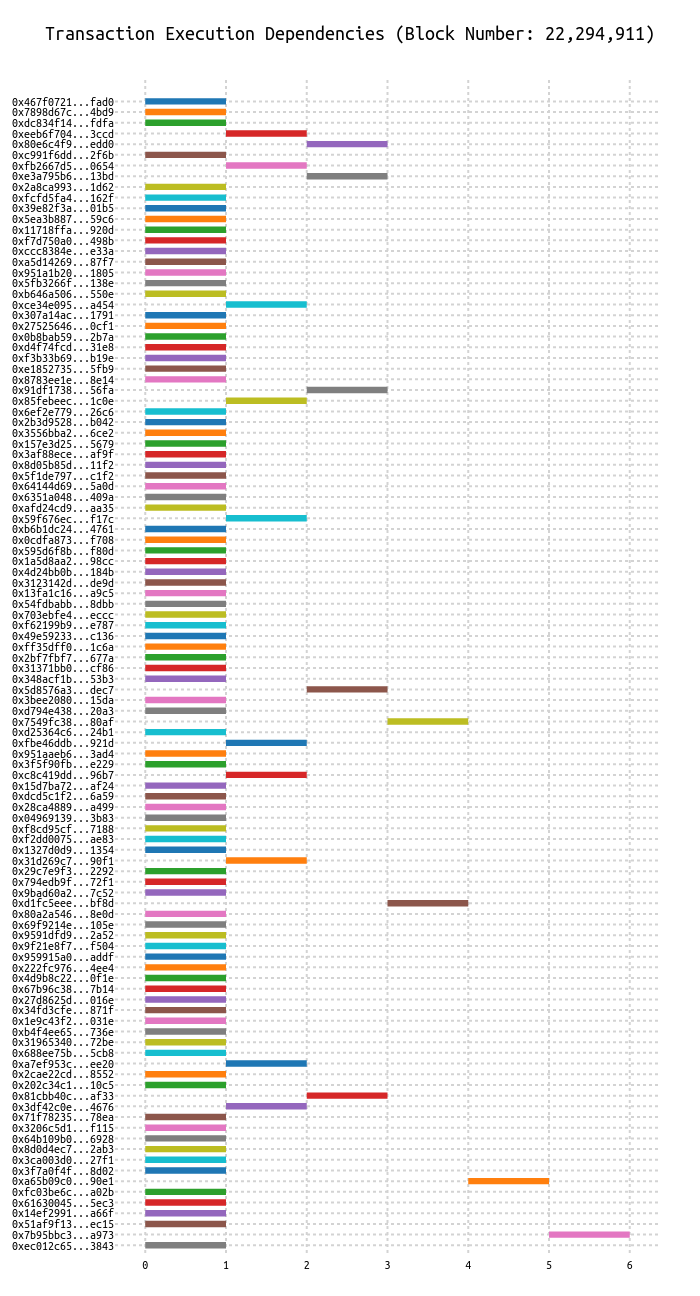 Transaction Execution Dependencies (Block Number: 22,294,911)
0x467f0721...fad0
0x7898d67c...4bd9
0xdc834f14...fdfa
0xeeb6f704...3ccd
0x80e6c4f9...edd0
0xc991f6dd...2f6b
0xfb2667d5...0654
0xe3a795b6...13bd
0x2a8ca993...1d62
0xfcfd5fa4...162f
0x39e82f3a...01b5
0x5ea3b887...59c6
0x11718ffa...920d
0xf7d750a0...498b
0xccc8384e...e33a
0xa5d14269...87f7
0x951a1b20...1805
0x5fb3266f...138e
0xb646a506...550e
0xce34e095...a454
0x307a14ac...1791
0x27525646...0cf1
0x0b8bab59...2b7a
0xd4f74fcd...31e8
0xf3b33b69...b19e
0xe1852735...5fb9
0x8783ee1e...8e14
0x91df1738...56fa
0x85febeec...1c0e
0x6ef2e779...26c6
0x2b3d9528...b042
0x3556bba2...6ce2
0x157e3d25...5679
0x3af88ece...af9f
0x8d05b85d...11f2
0x5f1de797...c1f2
0x64144d69...5a0d
0x6351a048...409a
0xafd24cd9...aa35
0x59f676ec...f17c
0xb6b1dc24...4761
0x0cdfa873...f708
0x595d6f8b...f80d
0x1a5d8aa2...98cc
0x4d24bb0b...184b
0x3123142d...de9d
0x13fa1c16...a9c5
0x54fdbabb...8dbb
0x703ebfe4...eccc
0xf62199b9...e787
0x49e59233...c136
0xff35dff0...1c6a
0x2bf7fbf7...677a
0x31371bb0...cf86
0x348acf1b...53b3
0x5d8576a3...dec7
0x3bee2080...15da
0xd794e438...20a3
0x7549fc38...80af
0xd25364c6...24b1
0xfbe46ddb...921d
0x951aaeb6...3ad4
0x3f5f90fb...e229
0xc8c419dd...96b7
0x15d7ba72...af24
0xdcd5c1f2...6a59
0x28ca4889...a499
0x04969139...3b83
0xf8cd95cf...7188
0xf2dd0075...ae83
0x1327d0d9...1354
0x31d269c7...90f1
0x29c7e9f3...2292
0x794edb9f...72f1
0x9bad60a2...7c52
0xd1fc5eee...bf8d
0x80a2a546...8e0d
0x69f9214e...105e
0x9591dfd9...2a52
0x9f21e8f7...f504
0x959915a0...addf
0x222fc976...4ee4
0x4d9b8c22...0f1e
0x67b96c38...7b14
0x27d8625d...016e
0x34fd3cfe...871f
0x1e9c43f2...031e
0xb4f4ee65...736e
0x31965340...72be
0x688ee75b...5cb8
0xa7ef953c...ee20
0x2cae22cd...8552
0x202c34c1...10c5
0x81cbb40c...af33
0x3df42c0e...4676
0x71f78235...78ea
0x3206c5d1...f115
0x64b109b0...6928
0x8d0d4ec7...2ab3
0x3ca003d0...27f1
0x3f7a0f4f...8d02
0xa65b09c0...90e1
0xfc03be6c...a02b
0x61630045...5ec3
0x14ef2991...a66f
0x51af9f13...ec15
0x7b95bbc3...a973
0xec012c65...3843
0 1 2 3 4 5 6